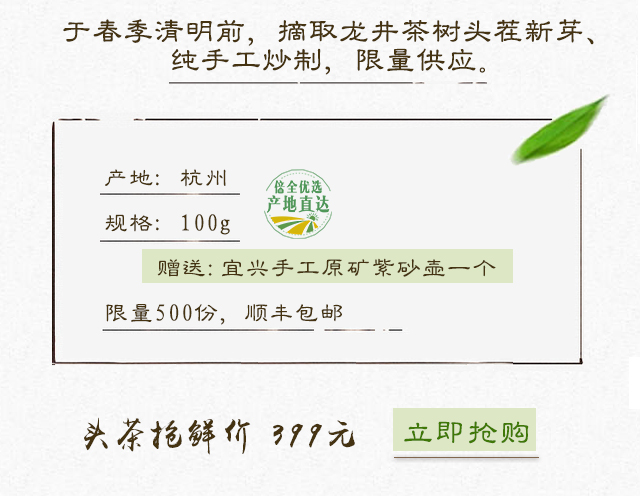 于春季清明前，摘取龙井茶树头茬新芽、
纯手工炒制，限量供应。
产地：杭州
倍全优选
产地直达
规格：100g
赠送：宜兴手工原矿紫砂壶一个
限量500份，顺丰包邮
头茶抢鲜价 399元
立即抢购